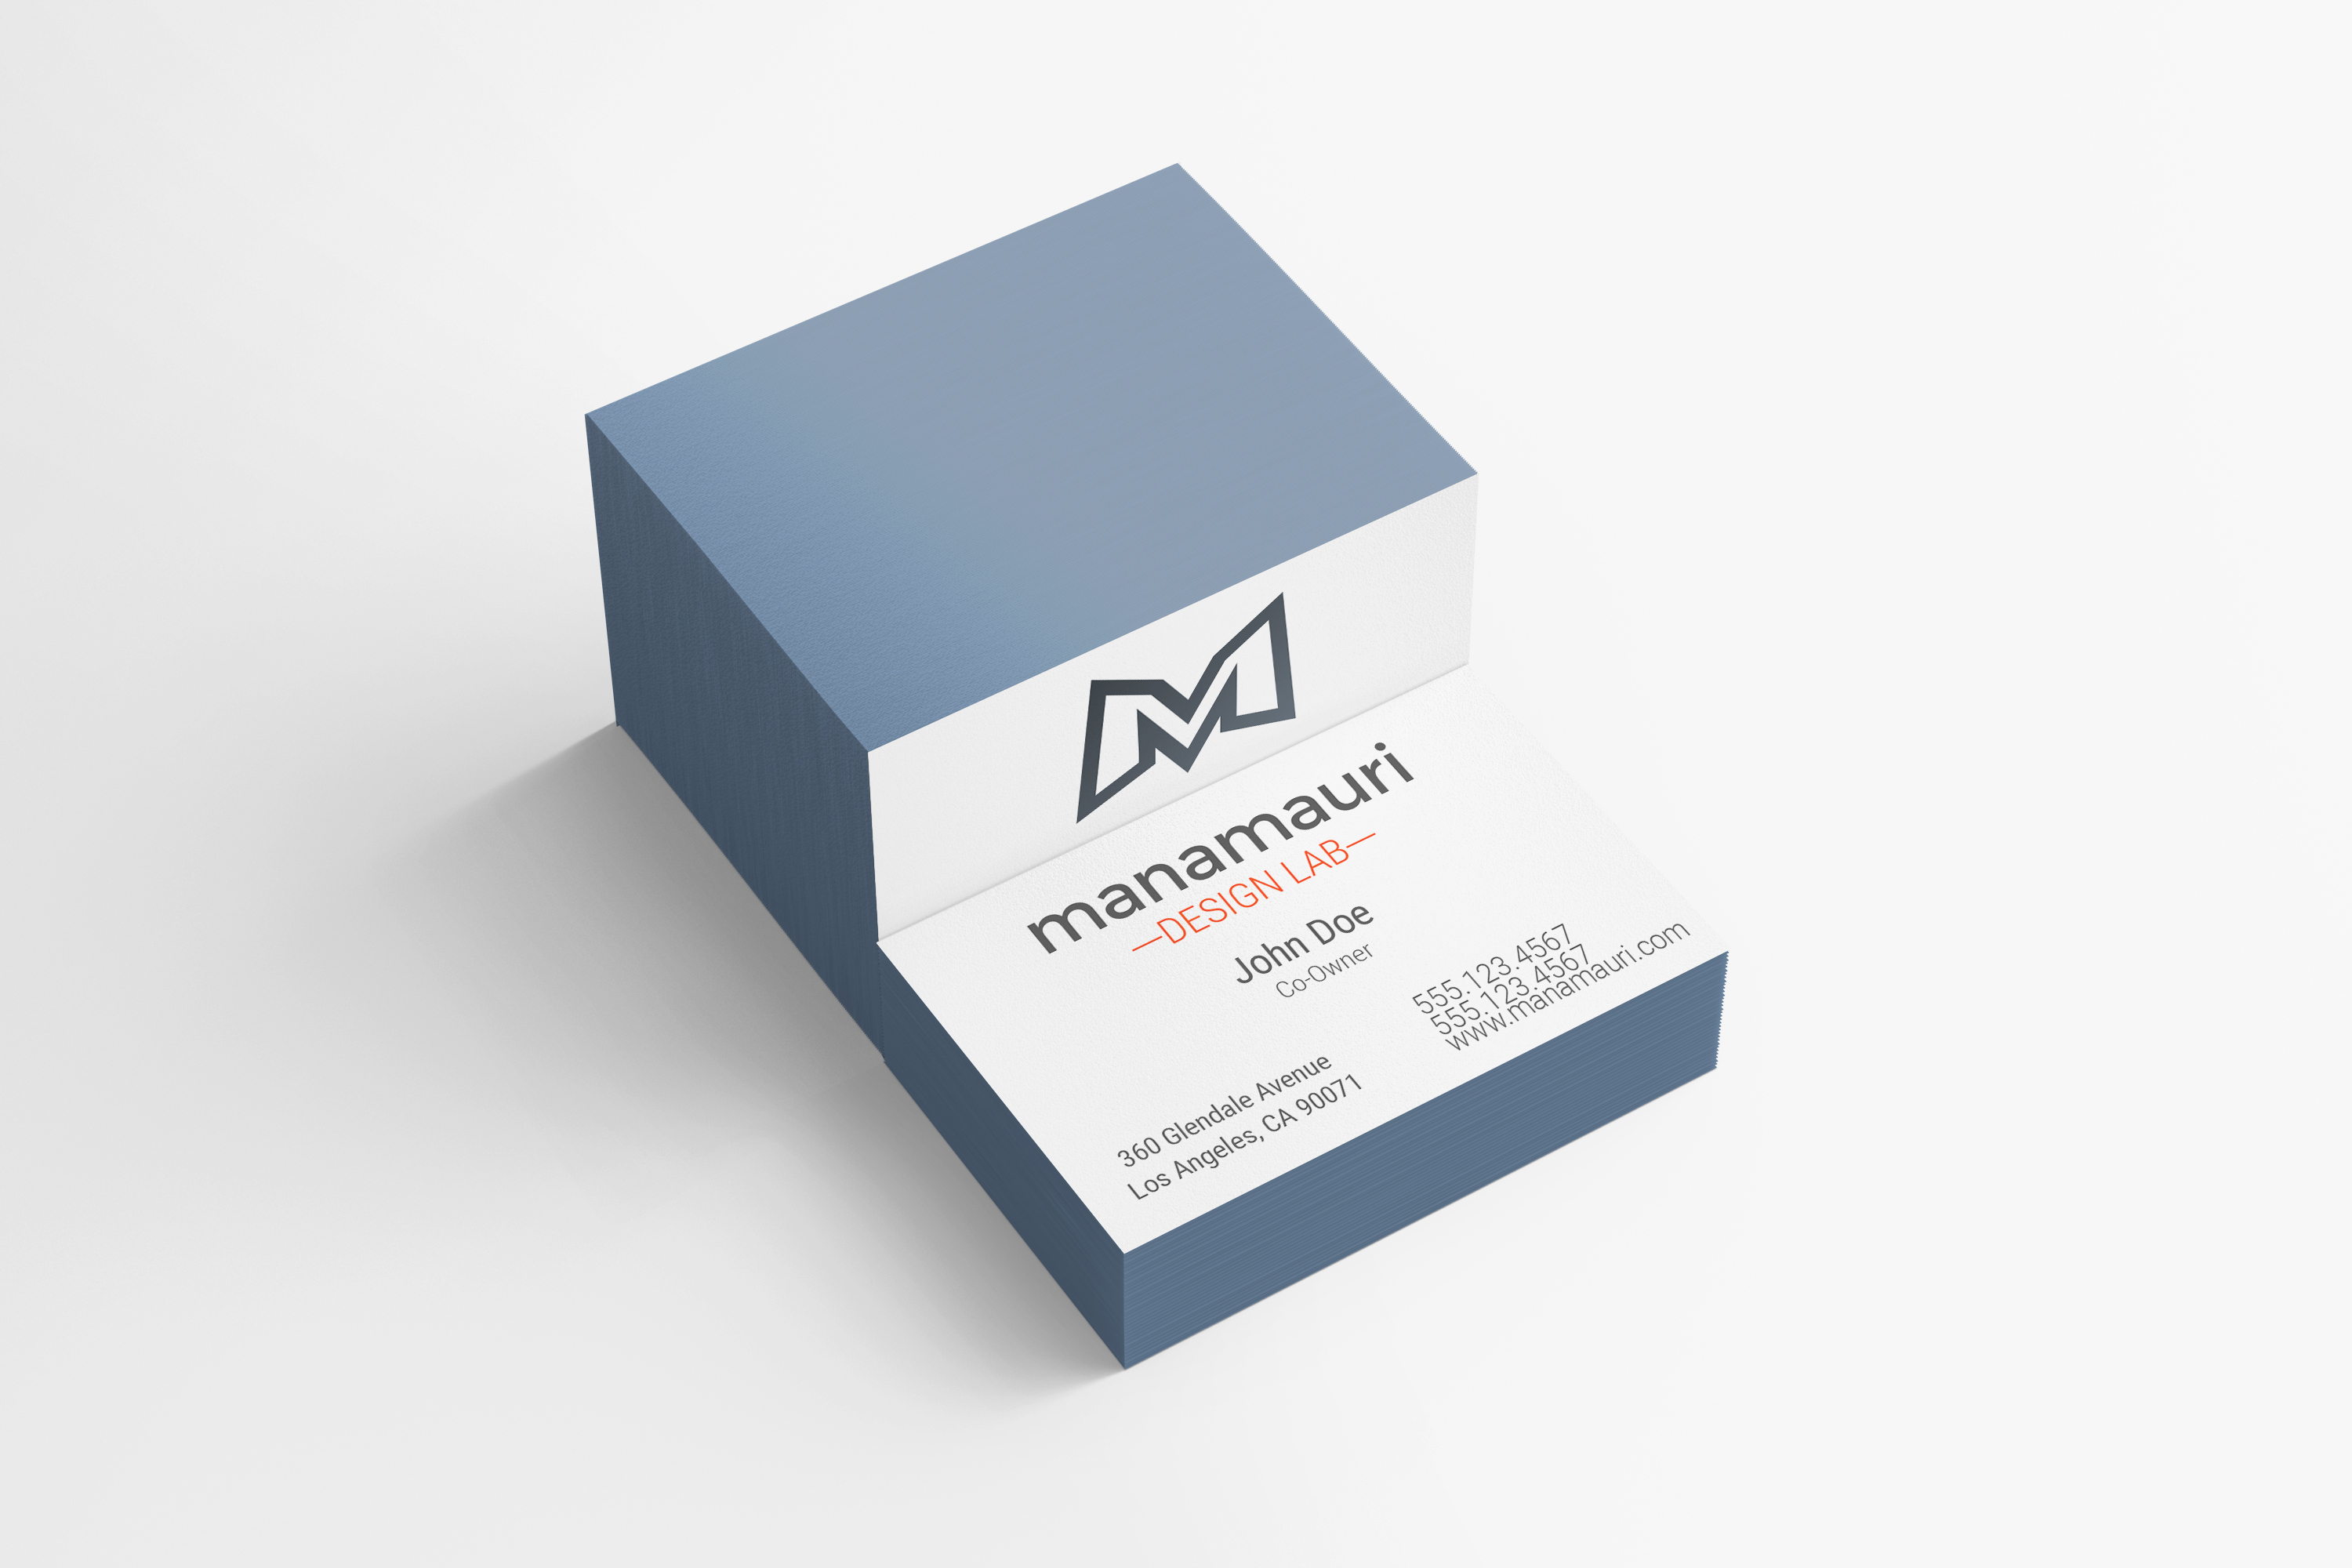 manamauri
—DESIGN LAB—
John Doe
Co-Owner
555.123.4567
555.123.4567
www.manamauri.com
360 Glendale Avenue
Los Angeles, CA 90071